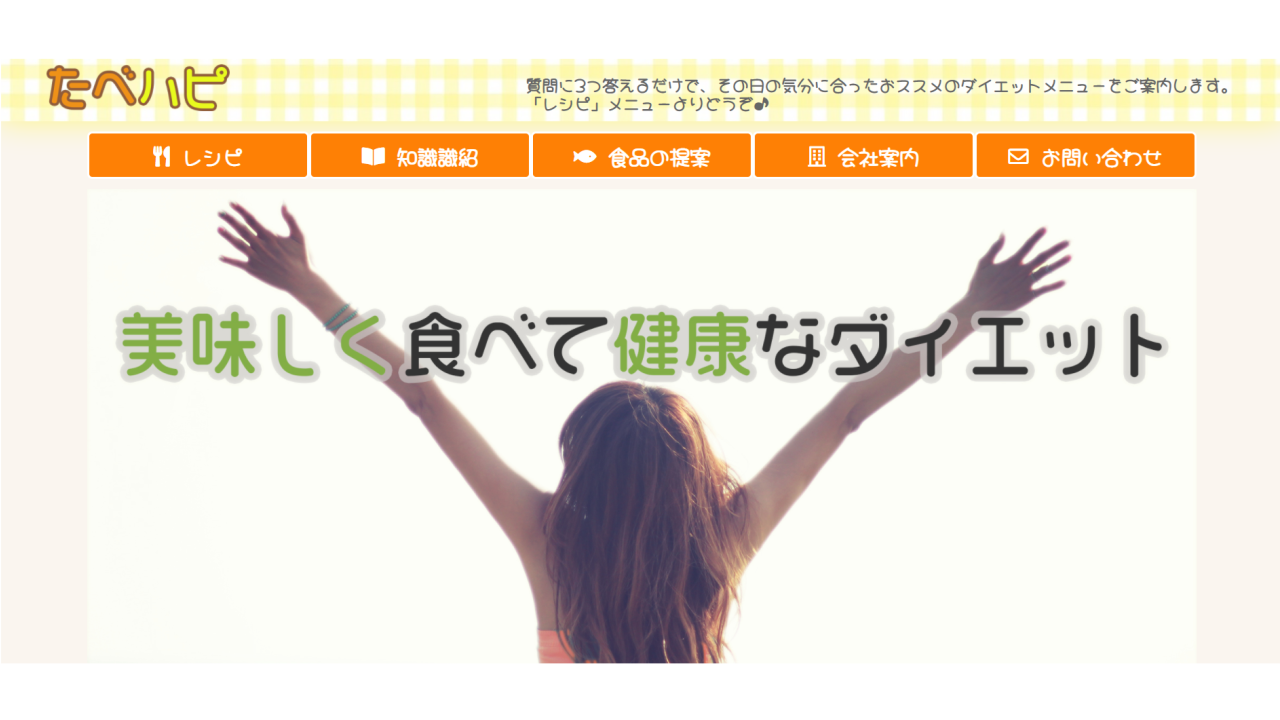 たべハピ
質問に3つ答えるだけで、その日の気分に合ったおススメのダイエットメニューをご案内します。
「レシピ」メニューよりどうぞ♪
レシピ
知識識紹
食品の提案
会社案内
お問い合わせ
美味しく食べて健康なダイエット